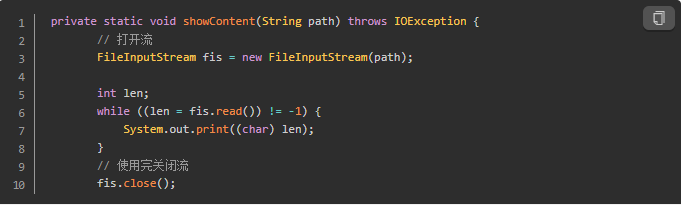 1 private static void showContent(String path) throws IOException {
2 // 打开流
3 FileInputStream fis = new FileInputStream(path);
4
5 int len;
6 while ((len = fis.read()) != -1) {
7 System.out.print((char) len);
8 }
9 // 使用完关闭流
10 fis.close();